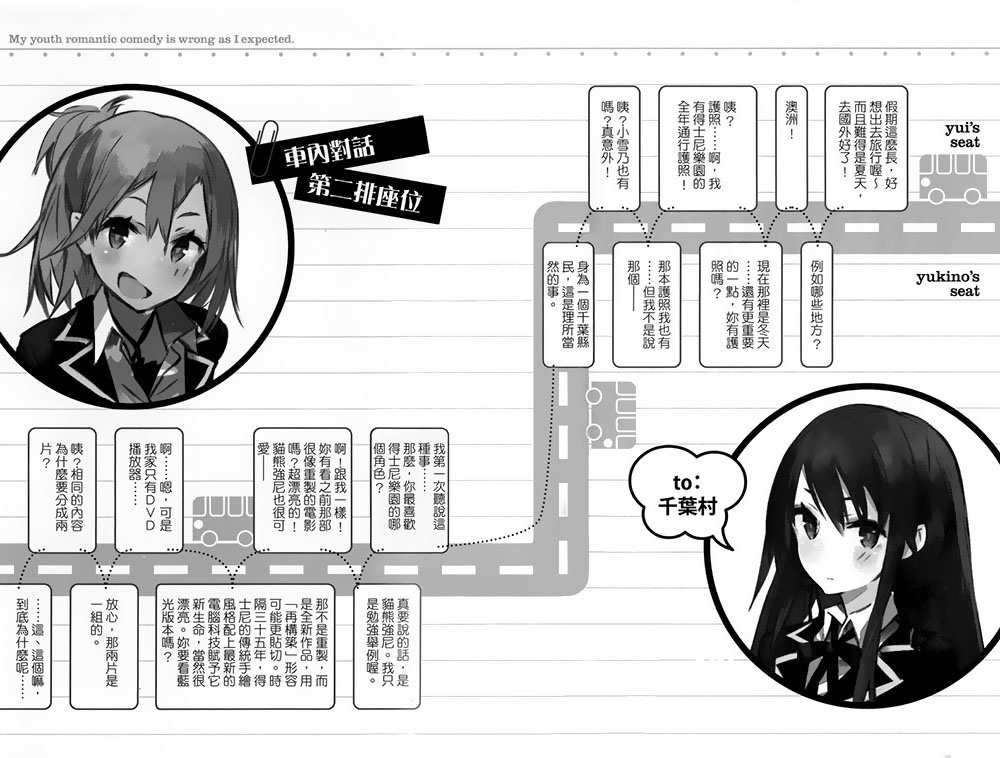 My youth romantic comedy is wrong as I expected.
車內對話
第二排座位
yui's
seat
yukino's
seat
假期這麼長，好
想出去旅行喔～
而且難得是夏天，
去國外好了！
例如哪些地方？
澳洲！
現在那裡是冬天
……還有更重要
的一點，妳有護
照嗎？
咦？
護照……啊，我
有得士尼樂園的
全年通行護照！
那本護照我也有
……但我不是說
那個——
咦？小雪乃也有
嗎？真意外！
身為一個千葉縣
民，這是理所當
然的事。
to：
千葉村
我第一次聽說這
種事……
那麼，你最喜歡
得士尼樂園的哪
個角色？
真要說的話，是
貓熊強尼。我只
是勉強舉例喔。
啊！跟我一樣！
妳有看之前那部
很像重製的電影
嗎？超漂亮的！
貓熊強尼也很可
愛——
那不是重製，而
是全新作品，用
「再構築」形容
可能更貼切。時
隔三十五年，得
士尼的傳統手繪
風格配上最新的
電腦科技賦予它
新生命，當然很
漂亮。妳要看藍
光版本嗎？
啊……嗯，可是
我家只有DVD
播放器……
放心，那兩片是
一組的。
咦？相同的內容
為什麼要分成兩
片？
……這、這個嘛，
到底為什麼呢……